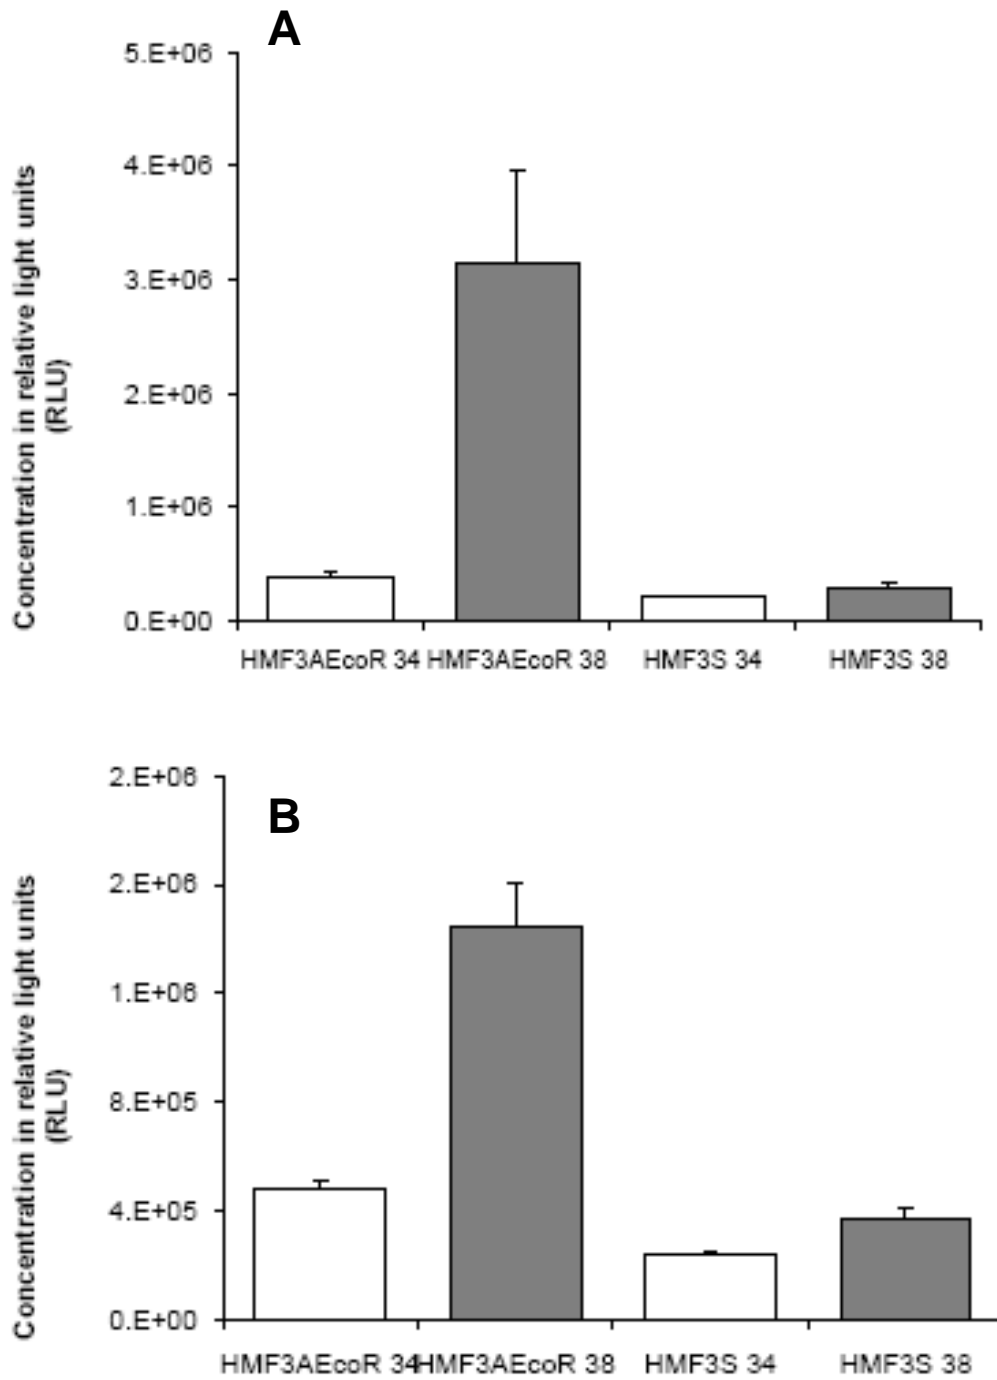 A
5.E+06
4.E+06
3.E+06
2.E+06
1.E+06
0.E+00
Concentration in relative light units
(RLU)
HMF3AEcoR 34 HMF3AEcoR 38 HMF3S 34 HMF3S 38
B
2.E+06
2.E+06
1.E+06
8.E+05
4.E+05
0.E+00
Concentration in relative light units
(RLU)
HMF3AEcoR 34 HMF3AEcoR 38 HMF3S 34 HMF3S 38